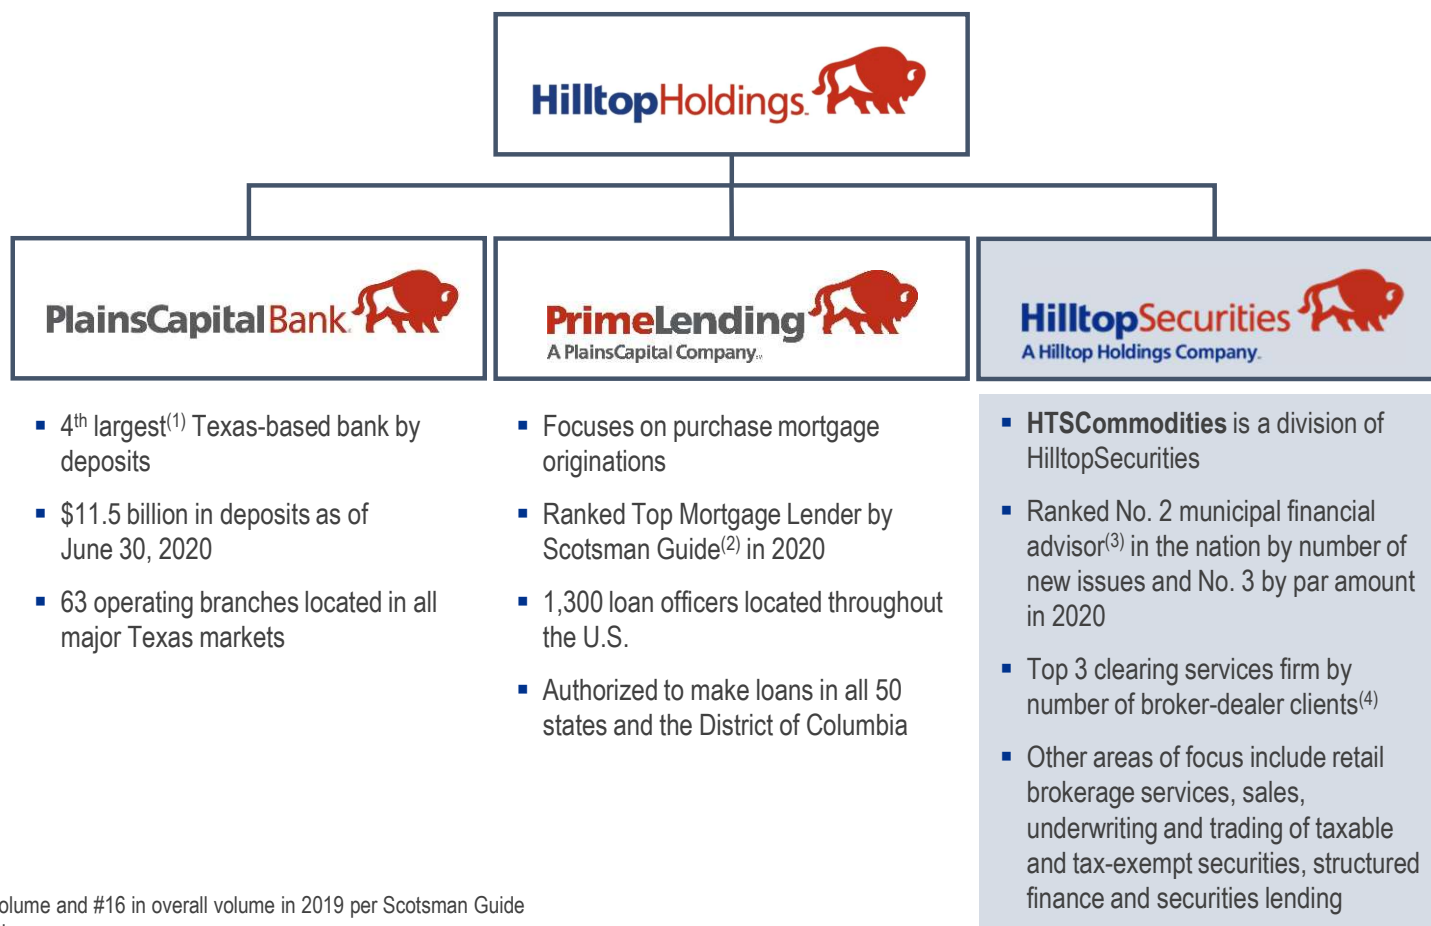 HilltopHoldings.
PlainsCapital Bank.
PrimeLending
A PlainsCapital Company.
HilltopSecurities
A Hilltop Holdings Company.
▪ 4th largest(1) Texas-based bank by
deposits
▪ $11.5 billion in deposits as of
June 30, 2020
▪ 63 operating branches located in all
major Texas markets
▪ Focuses on purchase mortgage
originations
▪ Ranked Top Mortgage Lender by
Scotsman Guide(2) in 2020
▪ 1,300 loan officers located throughout
the U.S.
▪ Authorized to make loans in all 50
states and the District of Columbia
▪ HTSCommodities is a division of
HilltopSecurities
▪ Ranked No. 2 municipal financial
advisor(3) in the nation by number of
new issues and No. 3 by par amount
in 2020
▪ Top 3 clearing services firm by
number of broker-dealer clients(4)
▪ Other areas of focus include retail
brokerage services, sales,
underwriting and trading of taxable
and tax-exempt securities, structured
finance and securities lending
olume and #16 in overall volume in 2019 per Scotsman Guide